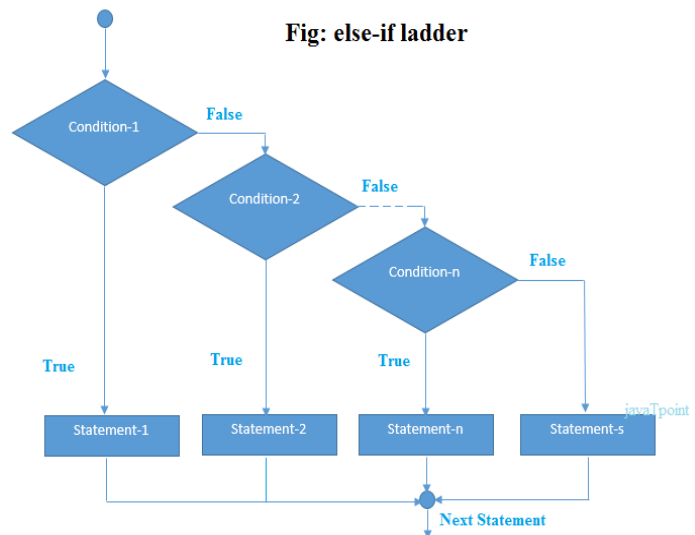 Fig: else-if ladder
Condition-1
False
Condition-2
False
Condition-n
False
True
True
True
javaTpoint
Statement-1
Statement-2
Statement-n
Statement-s
Next Statement